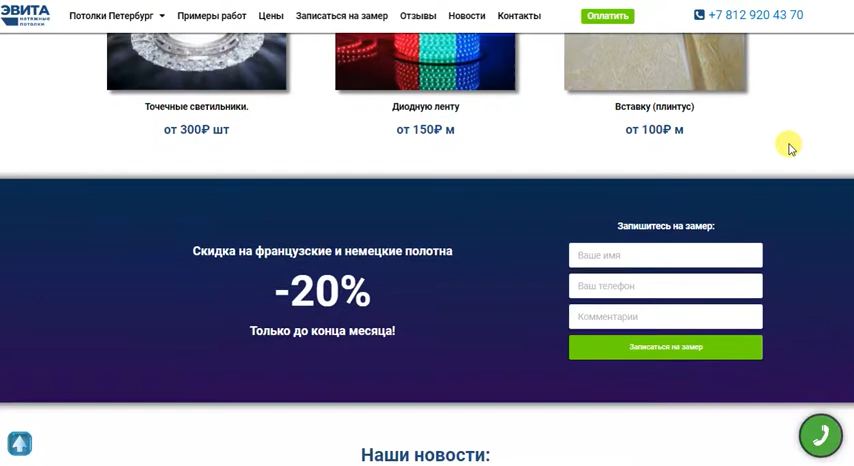 ЭВИТА
натяжные
потолки
Потолки Петербург
Примеры работ
Цены
Записаться на замер
Отзывы
Новости
Контакты
Оплатить
+7 812 920 43 70
Точечные светильники.
от 300₽ шт
Диодную ленту
от 150₽ м
Вставку (плинтус)
от 100₽ м
Скидка на французские и немецкие полотна
-20%
Только до конца месяца!
Запишитесь на замер:
Ваше имя
Ваш телефон
Комментарии
Записаться на замер
Наши новости: